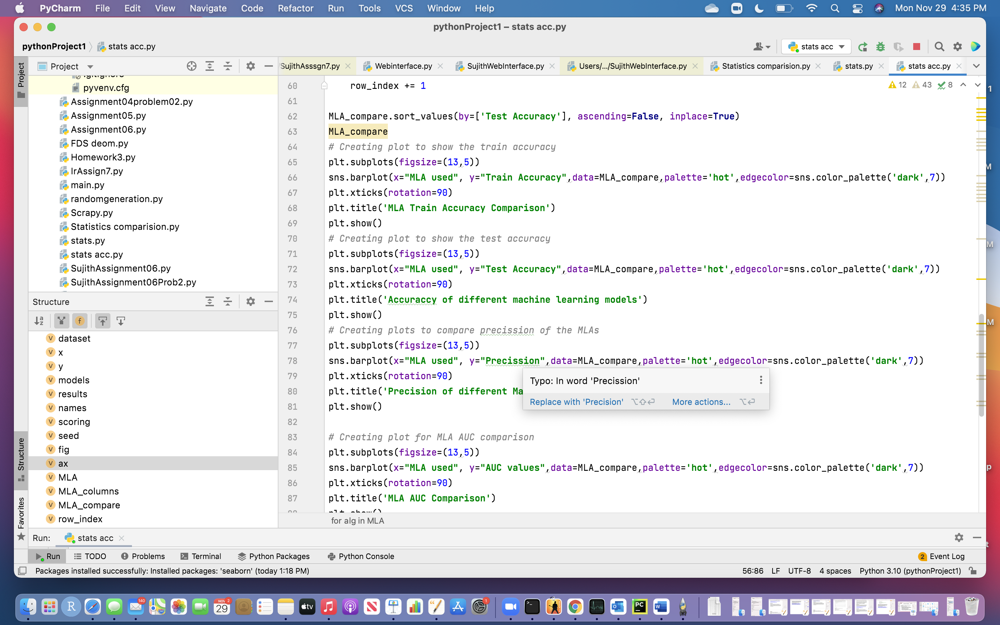 PyCharm File Edit View Navigate Code Refactor Run Tools VCS Window Help Mon Nov 29 4:35 PM
pythonProject1 – stats acc.py
pythonProject1 stats acc.py stats acc
Project SujithAsssgn7.py Webinterface.py SujithWebInterface.py Users/.../SujithWebInterface.py Statistics comparision.py stats.py stats acc.py
Project
pyvenv.cfg
Assignment04problem02.py
Assignment05.py
Assignment06.py
FDS deom.py
Homework3.py
IrAssign7.py
main.py
randomgeneration.py
Scrapy.py
Statistics comparision.py
stats.py
stats acc.py
SujithAssignment06.py
SujithAssignment06Prob2.py
Structure
Structure
Favorites
dataset
x
y
models
results
names
scoring
seed
fig
ax
MLA
MLA_columns
MLA_compare
row_index
12 43 8
60 row_index += 1
61
62 MLA_compare.sort_values(by=['Test Accuracy'], ascending=False, inplace=True)
63 MLA_compare
64 # Creating plot to show the train accuracy
65 plt.subplots(figsize=(13,5))
66 sns.barplot(x="MLA used", y="Train Accuracy",data=MLA_compare,palette='hot',edgecolor=sns.color_palette('dark',7))
67 plt.xticks(rotation=90)
68 plt.title('MLA Train Accuracy Comparison')
69 plt.show()
70 # Creating plot to show the test accuracy
71 plt.subplots(figsize=(13,5))
72 sns.barplot(x="MLA used", y="Test Accuracy",data=MLA_compare,palette='hot',edgecolor=sns.color_palette('dark',7))
73 plt.xticks(rotation=90)
74 plt.title('Accuraccy of different machine learning models')
75 plt.show()
76 # Creating plots to compare precission of the MLAs
77 plt.subplots(figsize=(13,5))
78 sns.barplot(x="MLA used", y="Precission",data=MLA_compare,palette='hot',edgecolor=sns.color_palette('dark',7))
79 plt.xticks(rotation=90)
80 plt.title('Precision of different Ma
81 plt.show()
82
83 # Creating plot for MLA AUC comparison
84 plt.subplots(figsize=(13,5))
85 sns.barplot(x="MLA used", y="AUC values",data=MLA_compare,palette='hot',edgecolor=sns.color_palette('dark',7))
86 plt.xticks(rotation=90)
87 plt.title('MLA AUC Comparison')
Typo: In word 'Precission'
Replace with 'Precision' ⌥⇧⏎ More actions... ⌥⏎
for alg in MLA
Run: stats acc
Run TODO Problems Terminal Python Packages Python Console 2 Event Log
Packages installed successfully: Installed packages: 'seaborn' (today 1:18 PM) 56:86 LF UTF-8 4 spaces Python 3.10 (pythonProject1)
R 140 NOV 2 29 tv 1 PC W